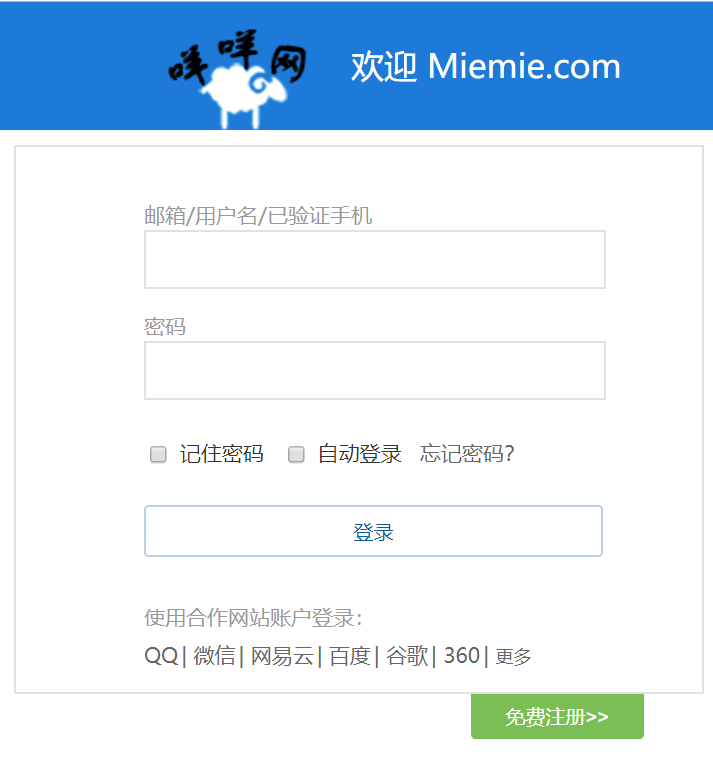 咩咩网
欢迎 Miemie.com
邮箱/用户名/已验证手机
密码
记住密码 自动登录 忘记密码?
登录
使用合作网站账户登录：
QQ| 微信| 网易云| 百度| 谷歌| 360| 更多
免费注册>>